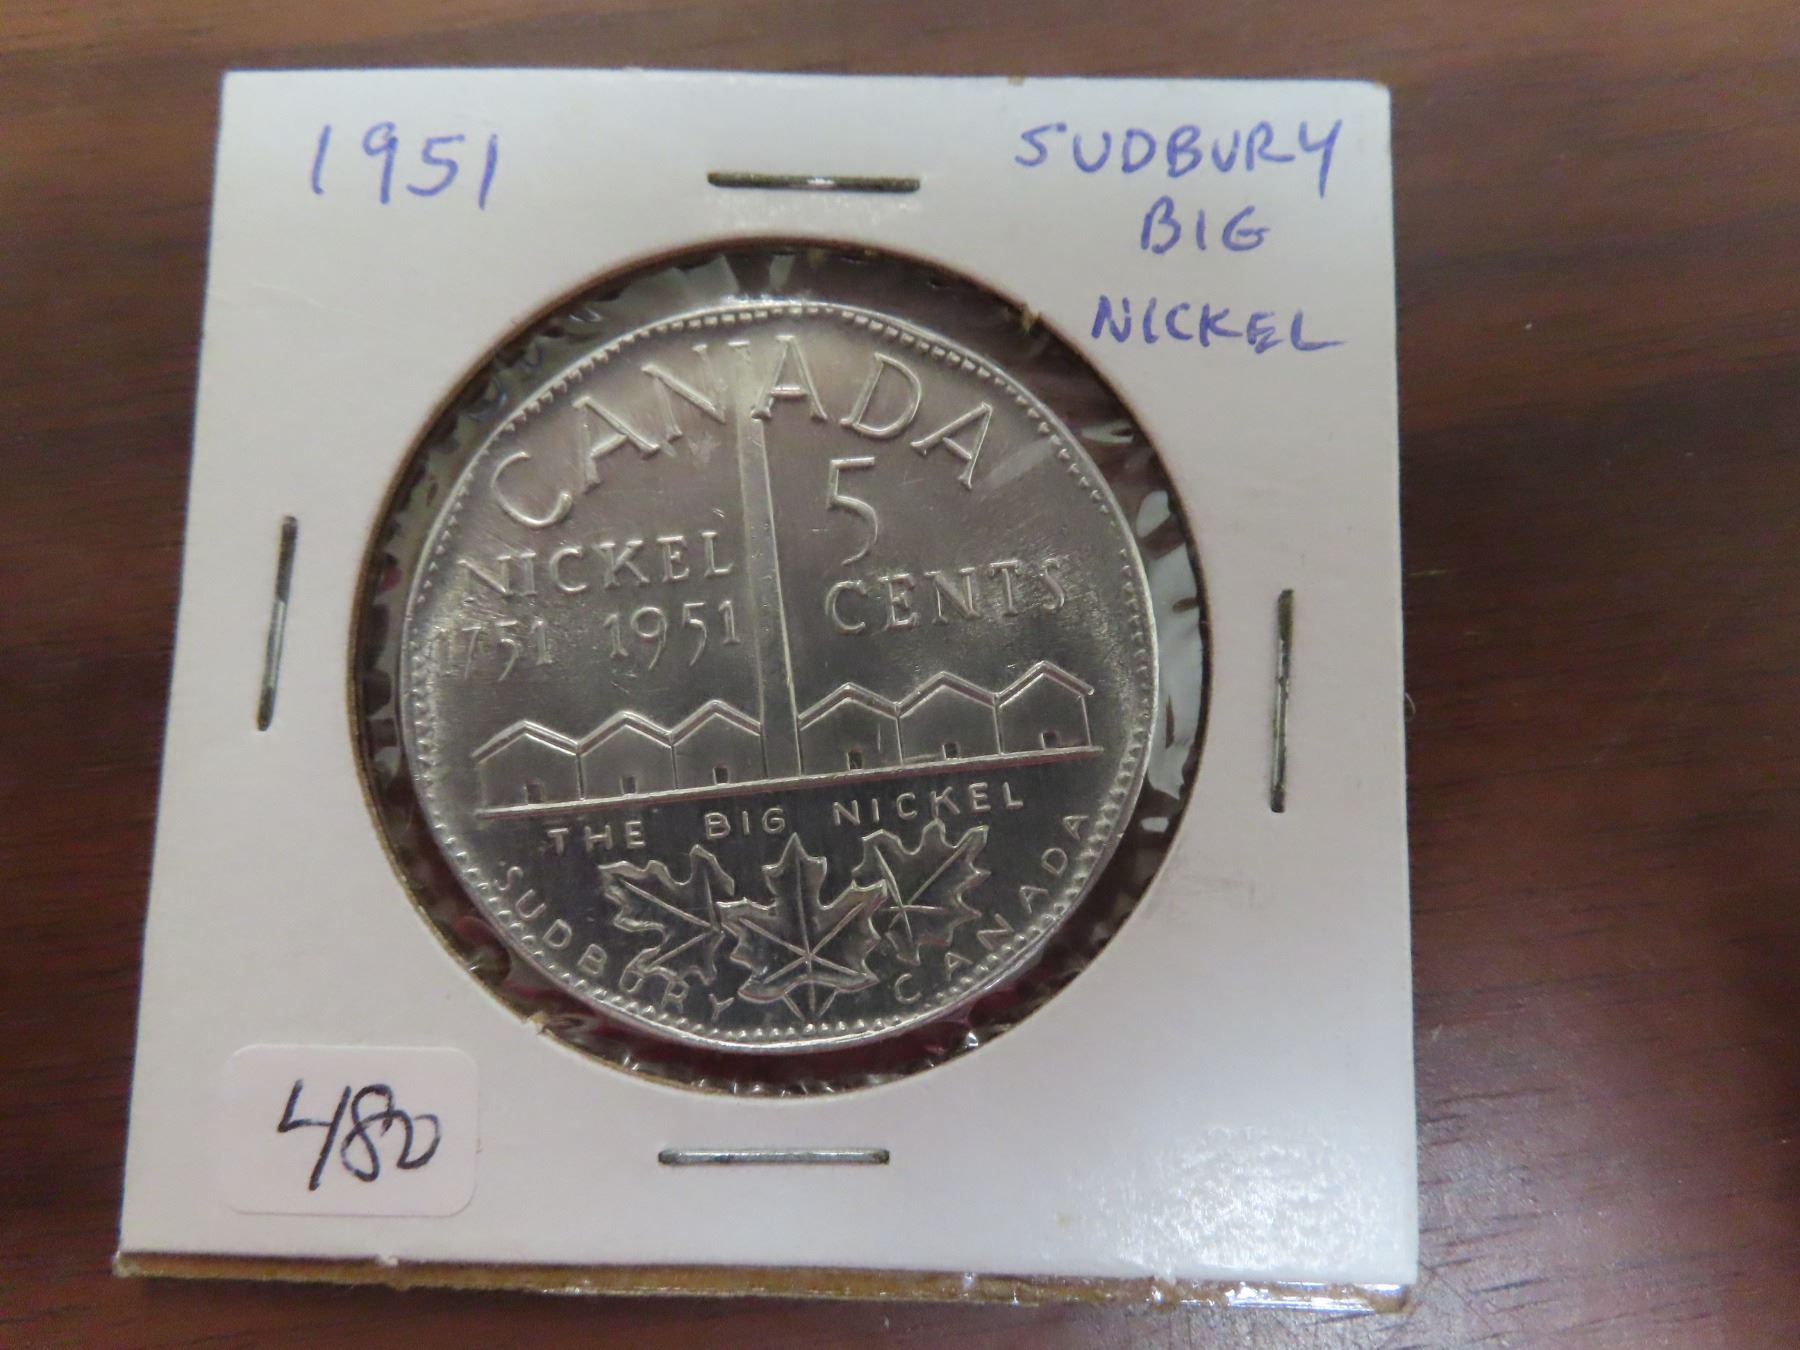 1951
SUDBURY
BIG
NICKEL
CANADA
5
CENTS
NICKEL
1751 1951
THE BIG NICKEL
SUDBURY CANADA
480